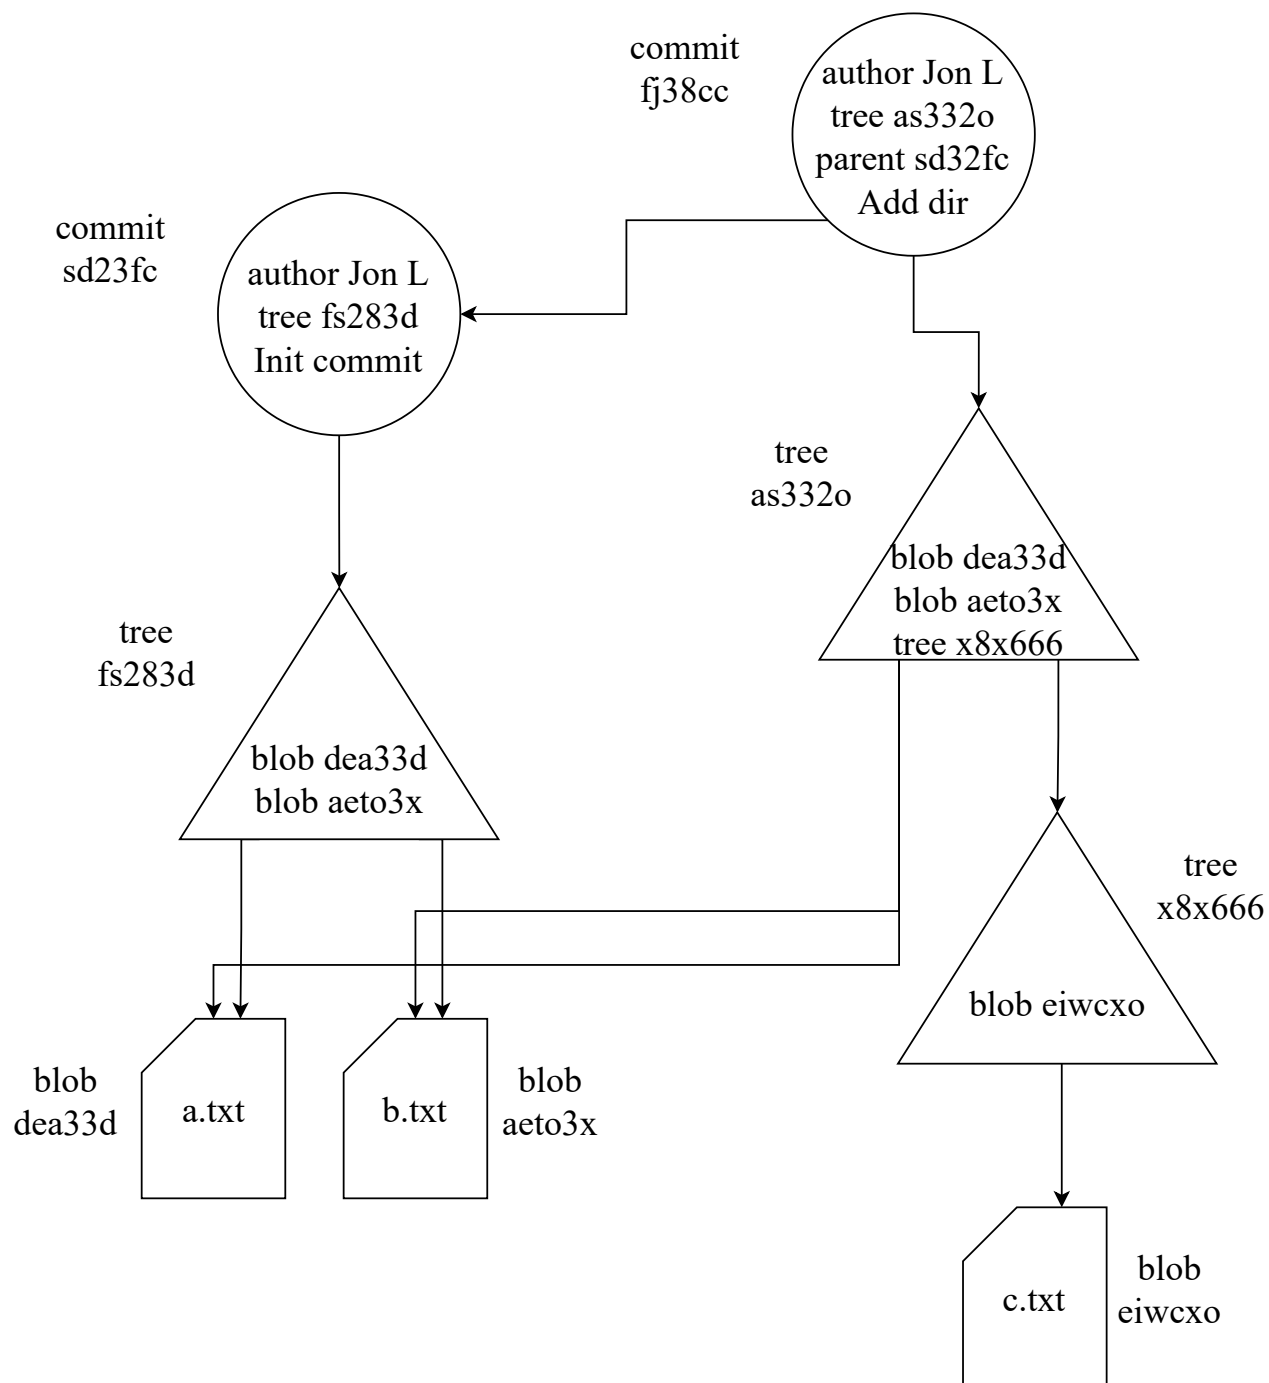 commit
fj38cc
author Jon L
tree as332o
parent sd32fc
Add dir
commit
sd23fc
author Jon L
tree fs283d
Init commit
tree
as332o
blob dea33d
blob aeto3x
tree x8x666
tree
fs283d
blob dea33d
blob aeto3x
tree
x8x666
blob eiwcxo
blob
dea33d
a.txt
b.txt
blob
aeto3x
c.txt
blob
eiwcxo